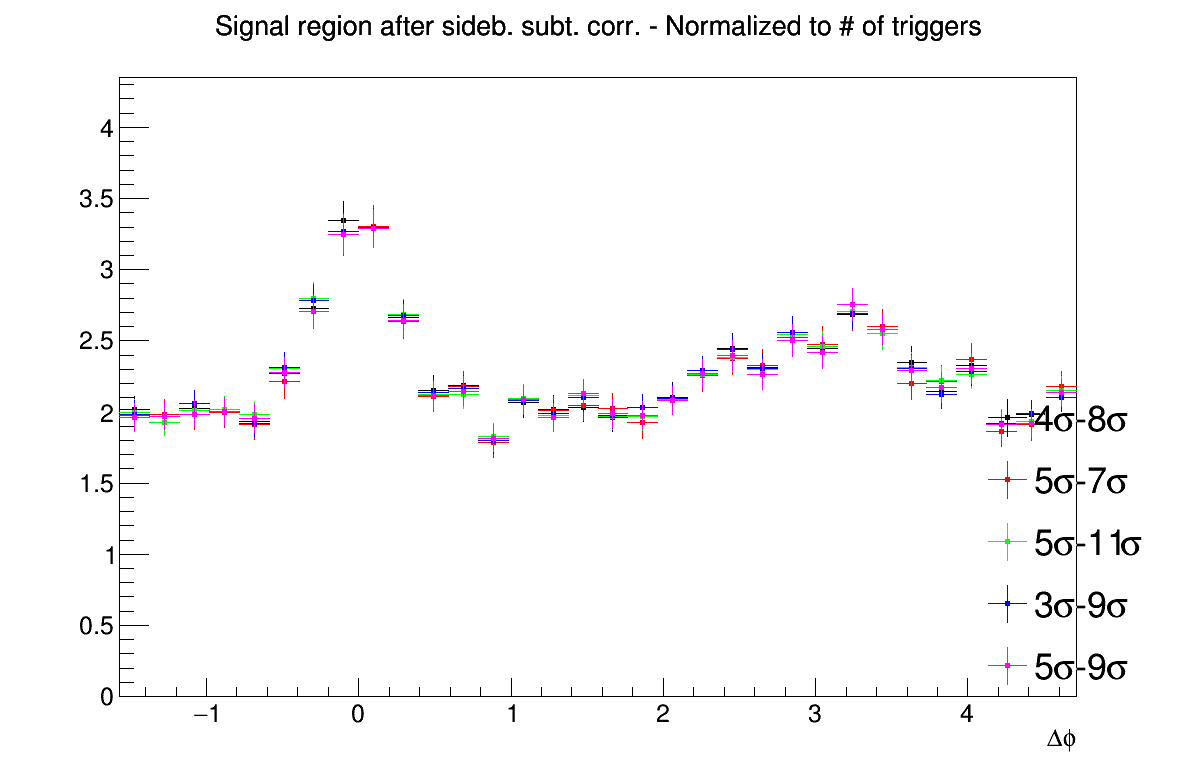 Signal region after sideb. subt. corr. - Normalized to # of triggers
4
3.5
3
2.5
2
1.5
1
0.5
0
4σ-8σ
5σ-7σ
5σ-11σ
3σ-9σ
5σ-9σ
−1 0 1 2 3 4
Δϕ